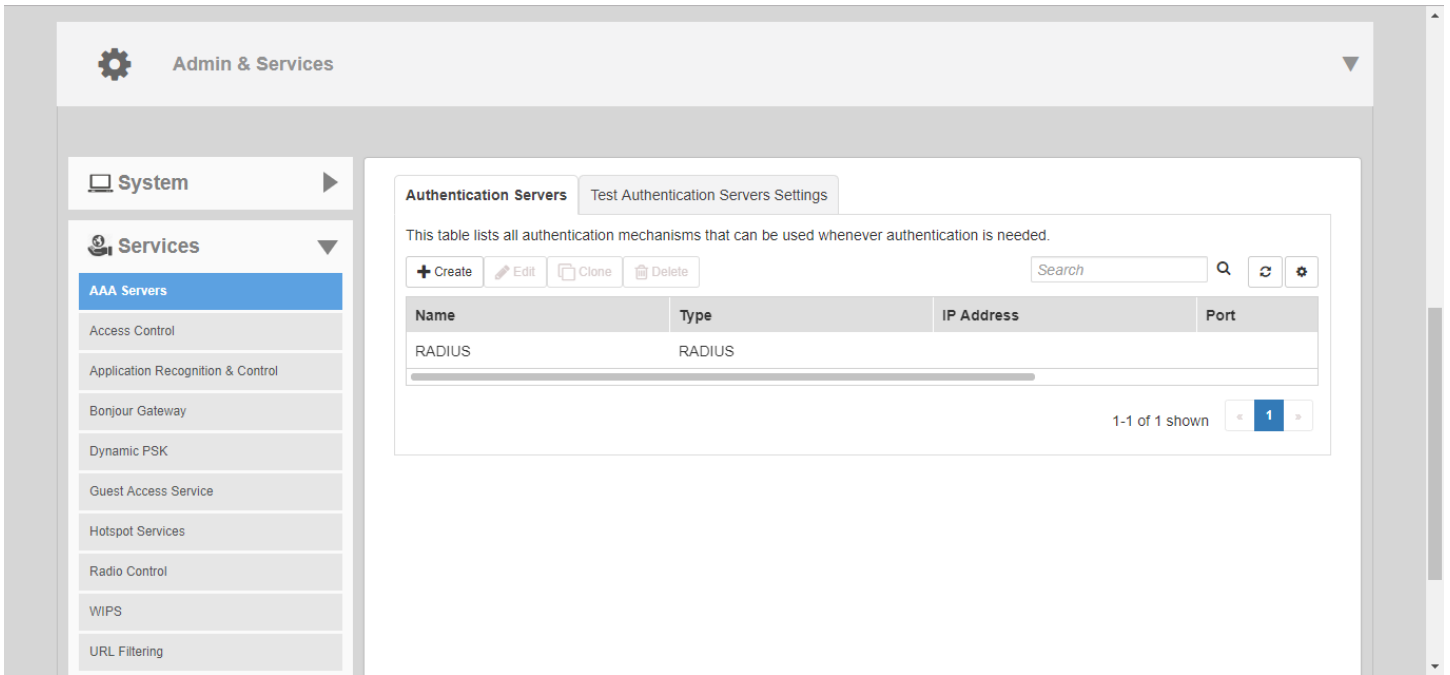 Admin & Services
System
Services
AAA Servers
Access Control
Application Recognition & Control
Bonjour Gateway
Dynamic PSK
Guest Access Service
Hotspot Services
Radio Control
WIPS
URL Filtering
Authentication Servers Test Authentication Servers Settings
This table lists all authentication mechanisms that can be used whenever authentication is needed.
Create Edit Clone Delete Search
Name Type IP Address Port
RADIUS RADIUS
1-1 of 1 shown « 1 »